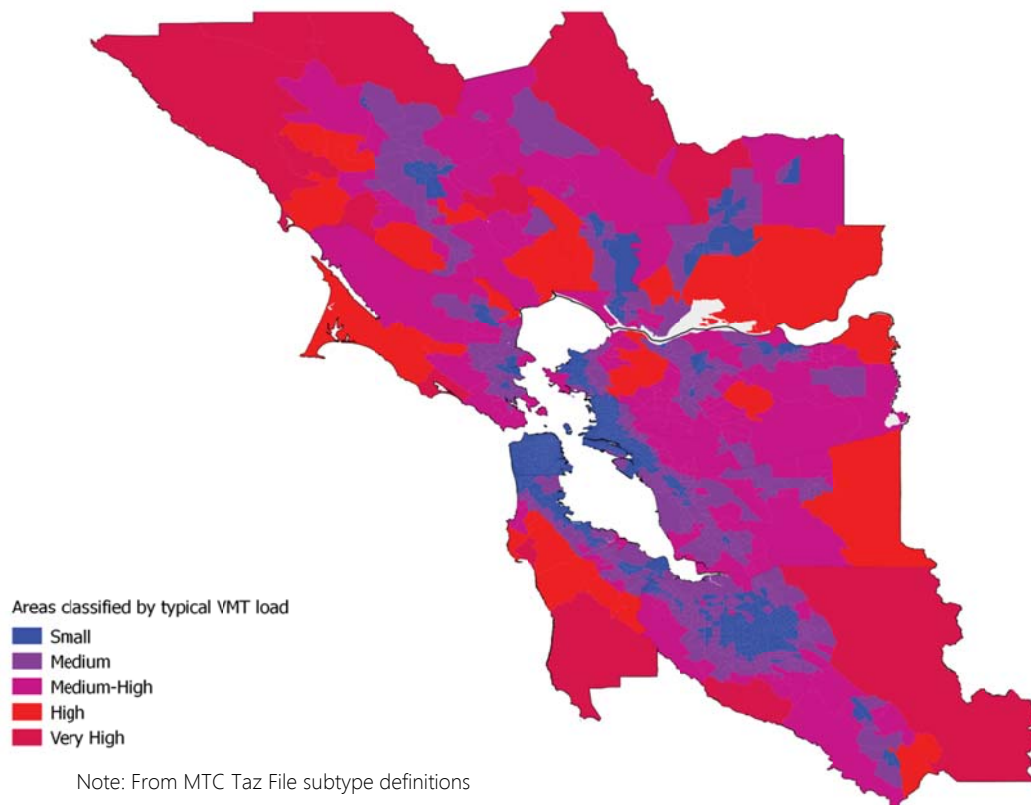 Areas classified by typical VMT load
Small
Medium
Medium-High
High
Very High
Note: From MTC Taz File subtype definitions